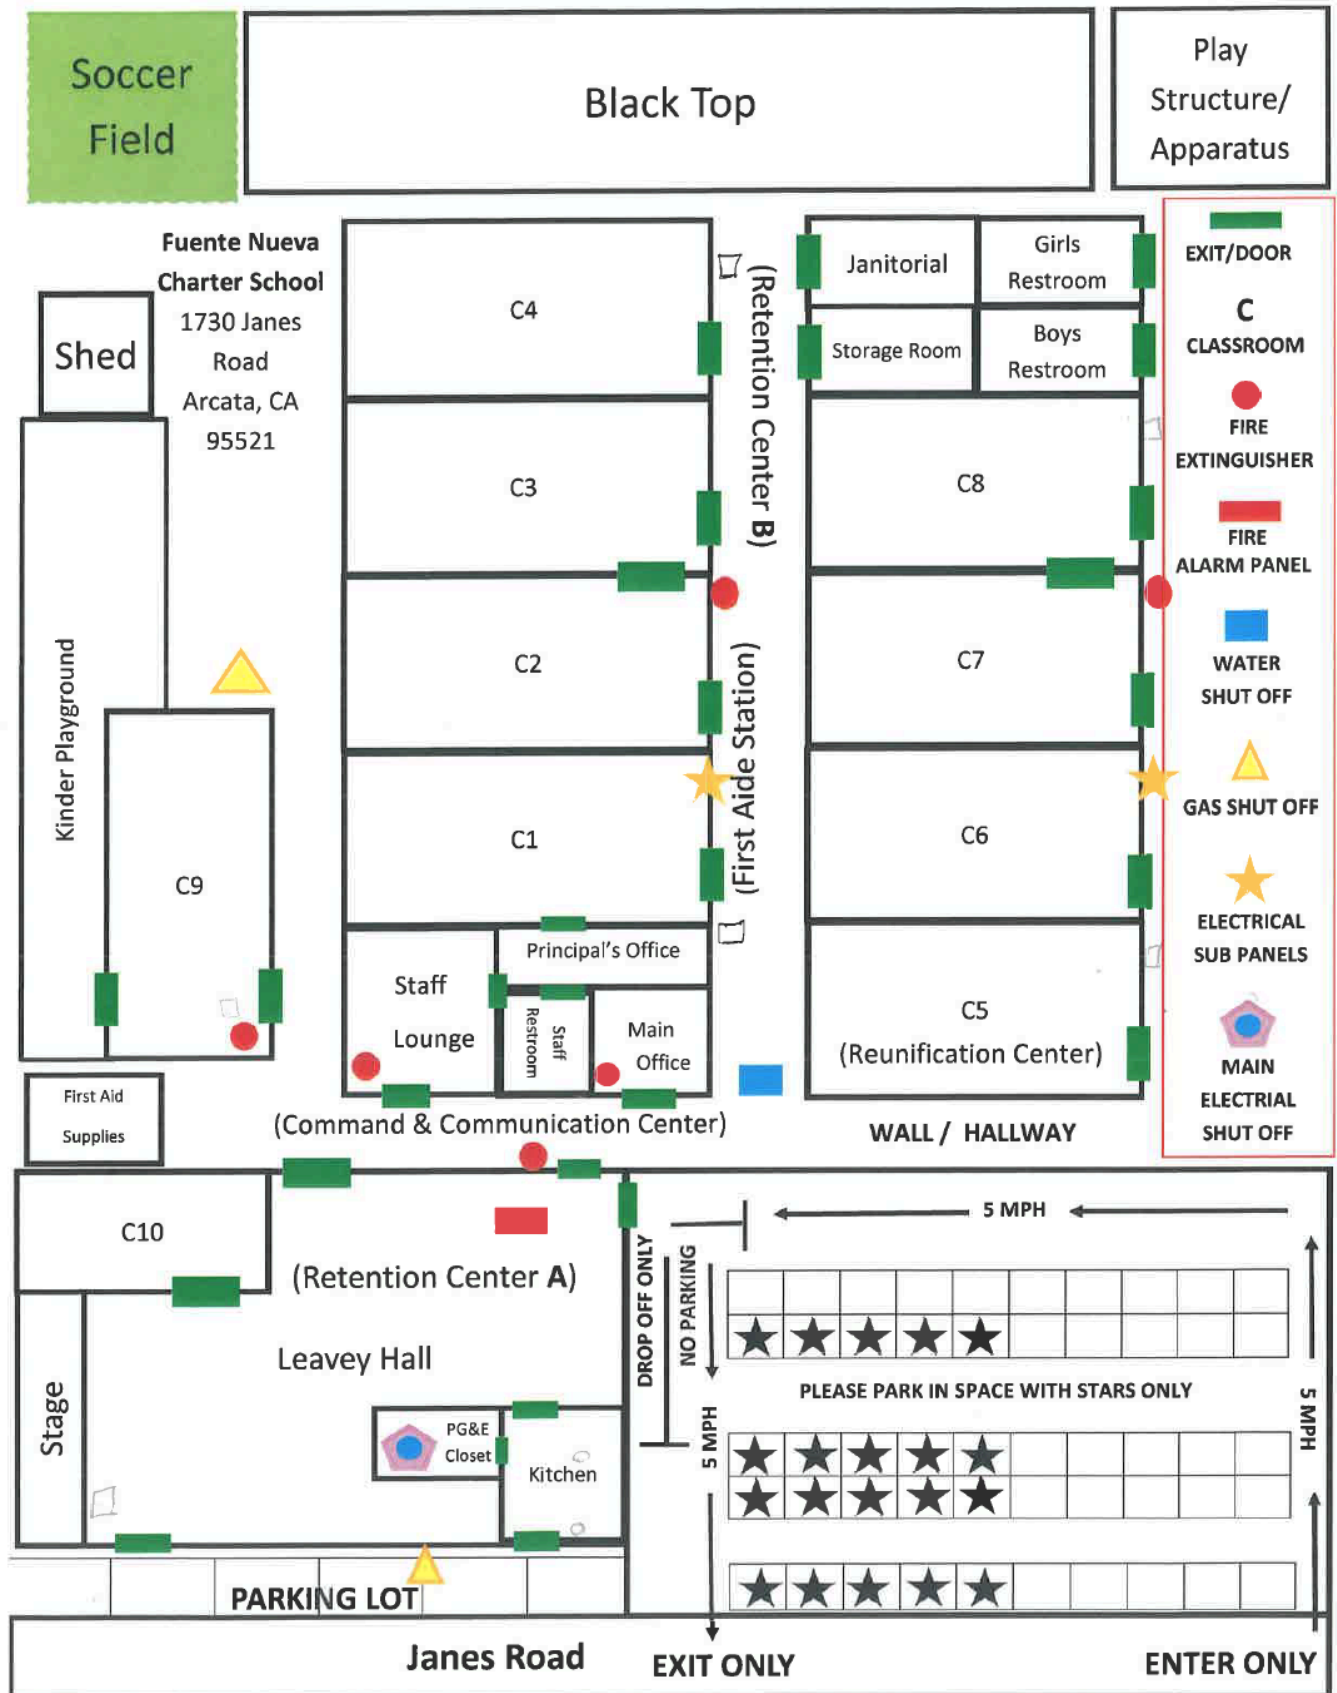 Soccer
Field
Black Top
Play
Structure/
Apparatus
Fuente Nueva
Charter School
1730 Janes
Road
Arcata, CA
95521
Shed
Kinder Playground
C9
First Aid
Supplies
C4
C3
C2
C1
(Retention Center B)
(First Aide Station)
Principal's Office
Staff
Lounge
Staff
Restroom
Main
Office
(Command & Communication Center)
Janitorial
Girls
Restroom
Storage Room
Boys
Restroom
C8
C7
C6
C5
(Reunification Center)
WALL / HALLWAY
EXIT/DOOR
C
CLASSROOM
FIRE
EXTINGUISHER
FIRE
ALARM PANEL
WATER
SHUT OFF
GAS SHUT OFF
ELECTRICAL
SUB PANELS
MAIN
ELECTRIAL
SHUT OFF
C10
(Retention Center A)
Leavey Hall
Stage
PG&E
Closet
Kitchen
DROP OFF ONLY
NO PARKING
5 MPH
5 MPH
PLEASE PARK IN SPACE WITH STARS ONLY
5 MPH
PARKING LOT
Janes Road
EXIT ONLY
ENTER ONLY